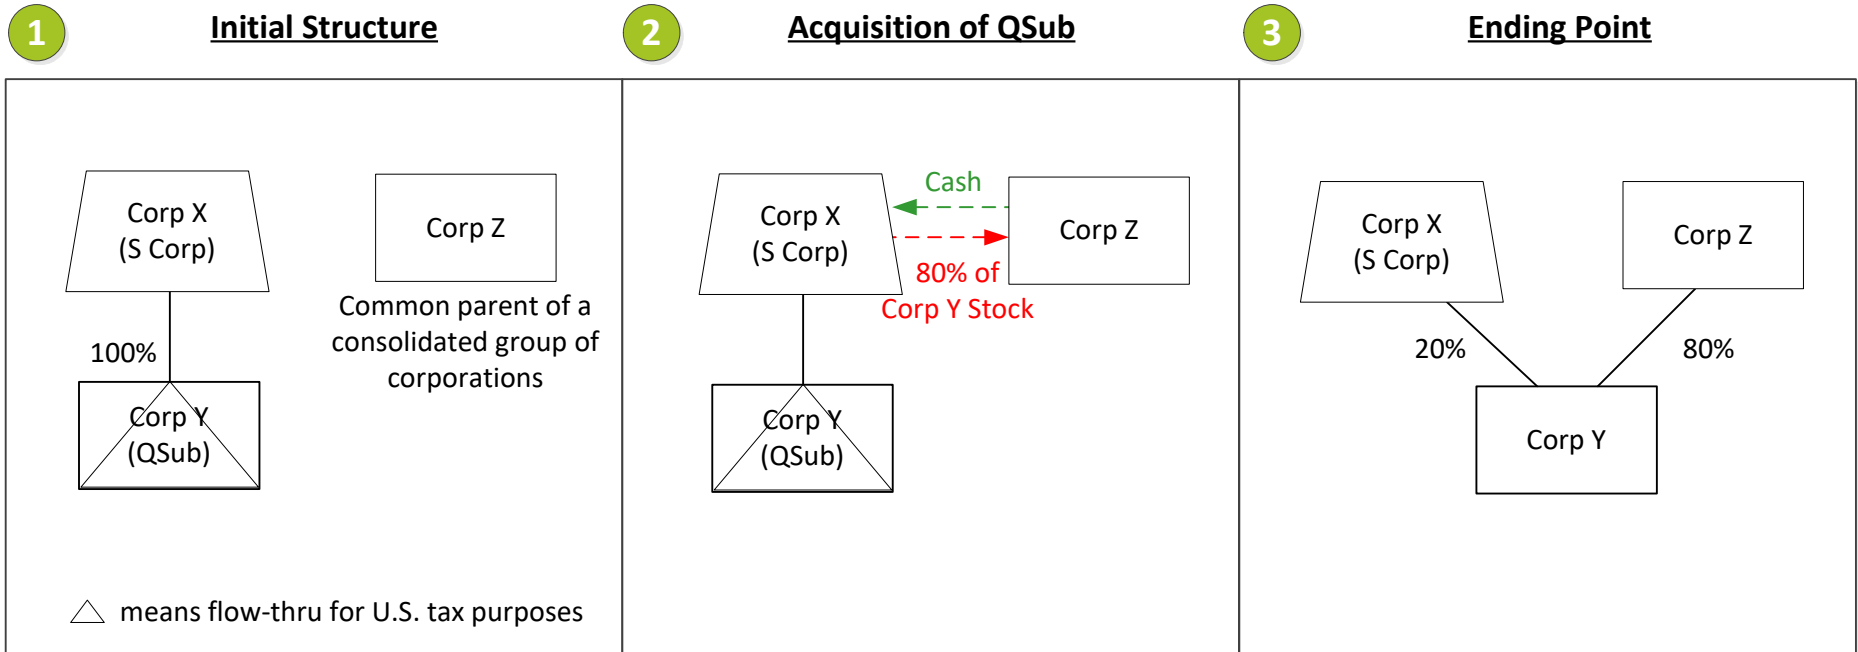 1
Initial Structure
Corp X
(S Corp)
Corp Z
Common parent of a
consolidated group of
corporations
100%
Corp Y
(QSub)
means flow-thru for U.S. tax purposes
2
Acquisition of QSub
Corp X
(S Corp)
Cash
80% of
Corp Y Stock
Corp Z
Corp Y
(QSub)
3
Ending Point
Corp X
(S Corp)
Corp Z
20%
80%
Corp Y